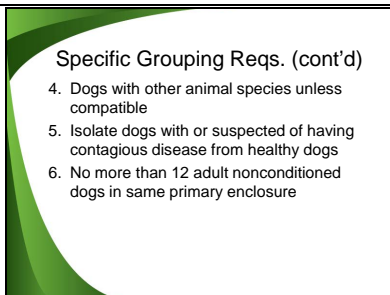 Specific Grouping Reqs. (cont'd)
4. Dogs with other animal species unless
compatible
5. Isolate dogs with or suspected of having
contagious disease from healthy dogs
6. No more than 12 adult nonconditioned
dogs in same primary enclosure